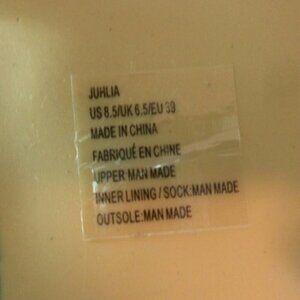 JUHLIA
US 8.5/UK 6.5/EU 39
MADE IN CHINA
FABRIQUÉ EN CHINE
UPPER MAN MADE
INNER LINING / SOCK:MAN MADE
OUTSOLE:MAN MADE